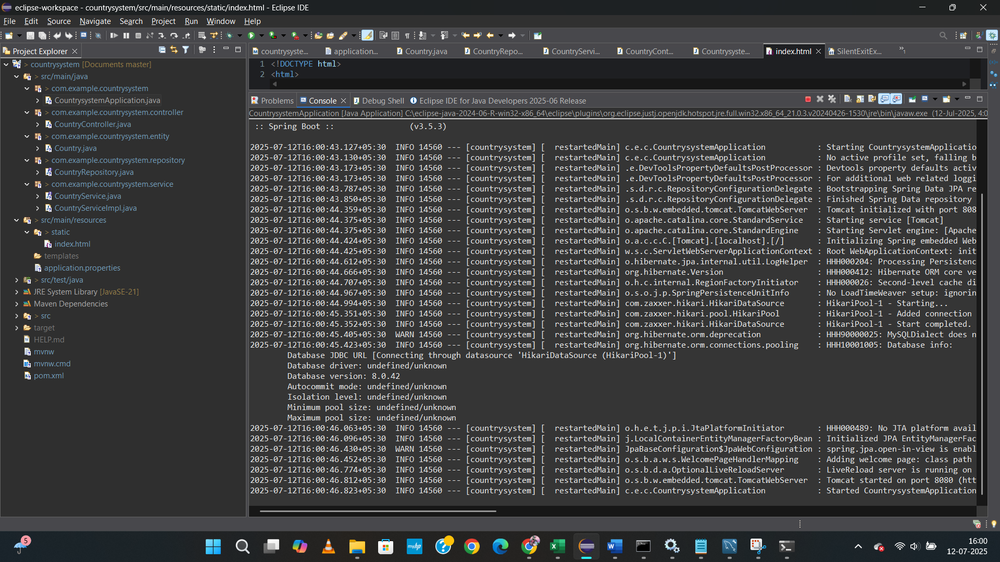 eclipse-workspace - countrysystem/src/main/resources/static/index.html - Eclipse IDE
File Edit Source Navigate Search Project Run Window Help
Project Explorer
countrysyste... application... Country.java CountryRepo... CountryServi... CountryCont... Countrysyste... index.html SilentExitEx... »1
> countrysystem [Documents master]
> src/main/java
> com.example.countrysystem
CountrysystemApplication.java
> com.example.countrysystem.controller
CountryController.java
> com.example.countrysystem.entity
Country.java
> com.example.countrysystem.repository
CountryRepository.java
> com.example.countrysystem.service
CountryService.java
CountryServiceImpl.java
> src/main/resources
> static
index.html
templates
application.properties
> src/test/java
JRE System Library [JavaSE-21]
Maven Dependencies
> src
target
HELP.md
mvnw
mvnw.cmd
pom.xml
1 <!DOCTYPE html>
2 <html>
Problems Console Debug Shell Eclipse IDE for Java Developers 2025-06 Release
CountrysystemApplication [Java Application] C:\eclipse-java-2024-06-R-win32-x86_64\eclipse\plugins\org.eclipse.justj.openjdk.hotspot.jre.full.win32.x86_64_21.0.3.v20240426-1530\jre\bin\javaw.exe (12-Jul-2025, 4:0
:: Spring Boot :: (v3.5.3)
2025-07-12T16:00:43.127+05:30 INFO 14560 --- [countrysystem] [ restartedMain] c.e.c.CountrysystemApplication : Starting CountrysystemApplicatio
2025-07-12T16:00:43.130+05:30 INFO 14560 --- [countrysystem] [ restartedMain] c.e.c.CountrysystemApplication : No active profile set, falling b
2025-07-12T16:00:43.173+05:30 INFO 14560 --- [countrysystem] [ restartedMain] .e.DevToolsPropertyDefaultsPostProcessor : Devtools property defaults activ
2025-07-12T16:00:43.173+05:30 INFO 14560 --- [countrysystem] [ restartedMain] .e.DevToolsPropertyDefaultsPostProcessor : For additional web related loggi
2025-07-12T16:00:43.787+05:30 INFO 14560 --- [countrysystem] [ restartedMain] .s.d.r.c.RepositoryConfigurationDelegate : Bootstrapping Spring Data JPA re
2025-07-12T16:00:43.850+05:30 INFO 14560 --- [countrysystem] [ restartedMain] .s.d.r.c.RepositoryConfigurationDelegate : Finished Spring Data repository
2025-07-12T16:00:44.359+05:30 INFO 14560 --- [countrysystem] [ restartedMain] o.s.b.w.embedded.tomcat.TomcatWebServer : Tomcat initialized with port 808
2025-07-12T16:00:44.375+05:30 INFO 14560 --- [countrysystem] [ restartedMain] o.apache.catalina.core.StandardService : Starting service [Tomcat]
2025-07-12T16:00:44.375+05:30 INFO 14560 --- [countrysystem] [ restartedMain] o.apache.catalina.core.StandardEngine : Starting Servlet engine: [Apache
2025-07-12T16:00:44.424+05:30 INFO 14560 --- [countrysystem] [ restartedMain] o.a.c.c.C.[Tomcat].[localhost].[/] : Initializing Spring embedded Web
2025-07-12T16:00:44.425+05:30 INFO 14560 --- [countrysystem] [ restartedMain] w.s.c.ServletWebServerApplicationContext : Root WebApplicationContext: init
2025-07-12T16:00:44.612+05:30 INFO 14560 --- [countrysystem] [ restartedMain] o.hibernate.jpa.internal.util.LogHelper : HHH000204: Processing Persistenc
2025-07-12T16:00:44.666+05:30 INFO 14560 --- [countrysystem] [ restartedMain] org.hibernate.Version : HHH000412: Hibernate ORM core ve
2025-07-12T16:00:44.707+05:30 INFO 14560 --- [countrysystem] [ restartedMain] o.h.c.internal.RegionFactoryInitiator : HHH000026: Second-level cache di
2025-07-12T16:00:44.967+05:30 INFO 14560 --- [countrysystem] [ restartedMain] o.s.o.j.p.SpringPersistenceUnitInfo : No LoadTimeWeaver setup: ignorin
2025-07-12T16:00:44.994+05:30 INFO 14560 --- [countrysystem] [ restartedMain] com.zaxxer.hikari.HikariDataSource : HikariPool-1 - Starting...
2025-07-12T16:00:45.351+05:30 INFO 14560 --- [countrysystem] [ restartedMain] com.zaxxer.hikari.pool.HikariPool : HikariPool-1 - Added connection
2025-07-12T16:00:45.352+05:30 INFO 14560 --- [countrysystem] [ restartedMain] com.zaxxer.hikari.HikariDataSource : HikariPool-1 - Start completed.
2025-07-12T16:00:45.405+05:30 WARN 14560 --- [countrysystem] [ restartedMain] org.hibernate.orm.deprecation : HHH90000025: MySQLDialect does n
2025-07-12T16:00:45.423+05:30 INFO 14560 --- [countrysystem] [ restartedMain] org.hibernate.orm.connections.pooling : HHH10001005: Database info:
Database JDBC URL [Connecting through datasource 'HikariDataSource (HikariPool-1)']
Database driver: undefined/unknown
Database version: 8.0.42
Autocommit mode: undefined/unknown
Isolation level: undefined/unknown
Minimum pool size: undefined/unknown
Maximum pool size: undefined/unknown
2025-07-12T16:00:46.063+05:30 INFO 14560 --- [countrysystem] [ restartedMain] o.h.e.t.j.p.i.JtaPlatformInitiator : HHH000489: No JTA platform avail
2025-07-12T16:00:46.096+05:30 INFO 14560 --- [countrysystem] [ restartedMain] j.LocalContainerEntityManagerFactoryBean : Initialized JPA EntityManagerFac
2025-07-12T16:00:46.430+05:30 WARN 14560 --- [countrysystem] [ restartedMain] JpaBaseConfiguration$JpaWebConfiguration : spring.jpa.open-in-view is enabl
2025-07-12T16:00:46.452+05:30 INFO 14560 --- [countrysystem] [ restartedMain] o.s.b.a.w.s.WelcomePageHandlerMapping : Adding welcome page: class path
2025-07-12T16:00:46.774+05:30 INFO 14560 --- [countrysystem] [ restartedMain] o.s.b.d.a.OptionalLiveReloadServer : LiveReload server is running on
2025-07-12T16:00:46.812+05:30 INFO 14560 --- [countrysystem] [ restartedMain] o.s.b.w.embedded.tomcat.TomcatWebServer : Tomcat started on port 8080 (htt
2025-07-12T16:00:46.823+05:30 INFO 14560 --- [countrysystem] [ restartedMain] c.e.c.CountrysystemApplication : Started CountrysystemApplication
5
myhp
16:00
12-07-2025